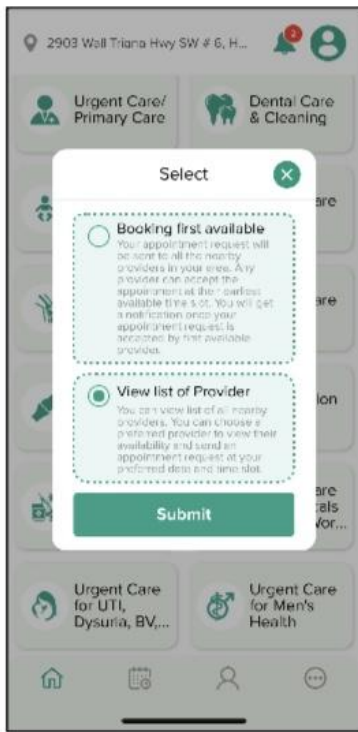 2903 Wall Triana Hwy SW # 6, H...
2
Urgent Care/
Primary Care
Dental Care
& Cleaning
Select
are
Booking first available
Your appointment request will
be sent to all the nearby
providers in your area. Any
provider can accept the
appointment at their earliest
available time slot. You will get
a notification once your
appointment request is
accepted by first available
provider.
are
View list of Provider
ion
You can view list of all nearby
providers. You can choose a
preferred provider to view their
availability and send an
appointment request at your
preferred date and time slot.
are
cals
Wor...
Submit
Urgent Care
for UTI,
Dysuria, BV,...
Urgent Care
for Men's
Health